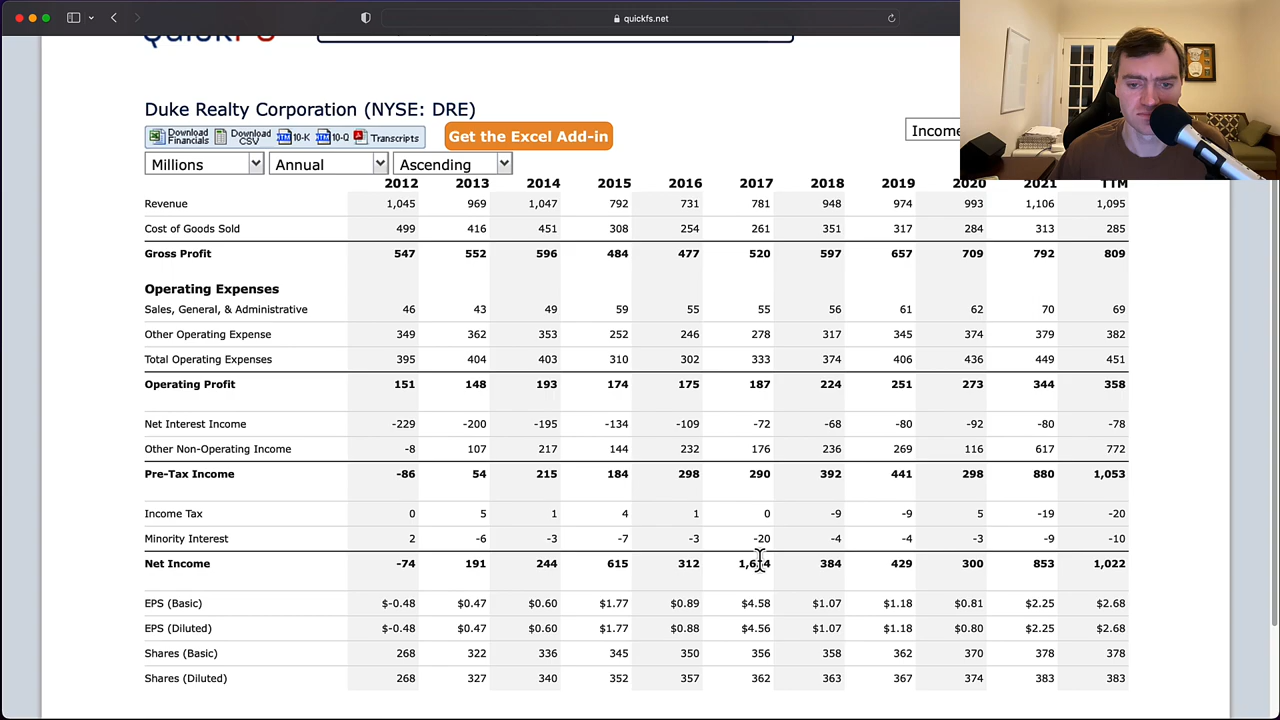 quickfs.net
Duke Realty Corporation (NYSE: DRE)
Download Financials Download CSV 10-K 10-Q Transcripts Get the Excel Add-in
Income
Millions Annual Ascending
2012 2013 2014 2015 2016 2017 2018 2019 2020 2021 TTM
Revenue 1,045 969 1,047 792 731 781 948 974 993 1,106 1,095
Cost of Goods Sold 499 416 451 308 254 261 351 317 284 313 285
Gross Profit 547 552 596 484 477 520 597 657 709 792 809
Operating Expenses
Sales, General, & Administrative 46 43 49 59 55 55 56 61 62 70 69
Other Operating Expense 349 362 353 252 246 278 317 345 374 379 382
Total Operating Expenses 395 404 403 310 302 333 374 406 436 449 451
Operating Profit 151 148 193 174 175 187 224 251 273 344 358
Net Interest Income -229 -200 -195 -134 -109 -72 -68 -80 -92 -80 -78
Other Non-Operating Income -8 107 217 144 232 176 236 269 116 617 772
Pre-Tax Income -86 54 215 184 298 290 392 441 298 880 1,053
Income Tax 0 5 1 4 1 0 -9 -9 5 -19 -20
Minority Interest 2 -6 -3 -7 -3 -20 -4 -4 -3 -9 -10
Net Income -74 191 244 615 312 384 429 300 853 1,022
EPS (Basic) $-0.48 $0.47 $0.60 $1.77 $0.89 $4.58 $1.07 $1.18 $0.81 $2.25 $2.68
EPS (Diluted) $-0.48 $0.47 $0.60 $1.77 $0.88 $4.56 $1.07 $1.18 $0.80 $2.25 $2.68
Shares (Basic) 268 322 336 345 350 356 358 362 370 378 378
Shares (Diluted) 268 327 340 352 357 362 363 367 374 383 383